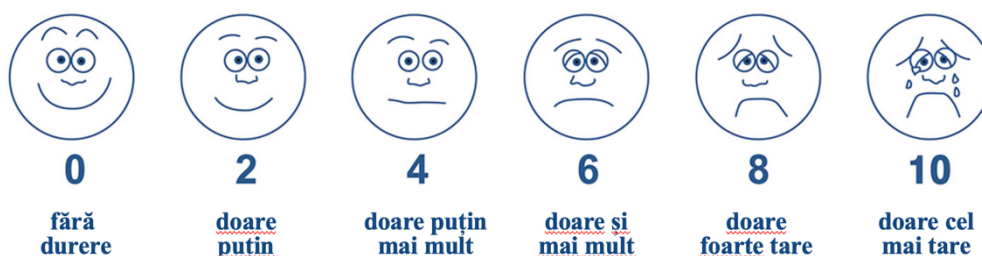 0 2 4 6 8 10
fără doare doare puțin doare și doare doare cel
durere puțin mai mult mai mult foarte tare mai tare